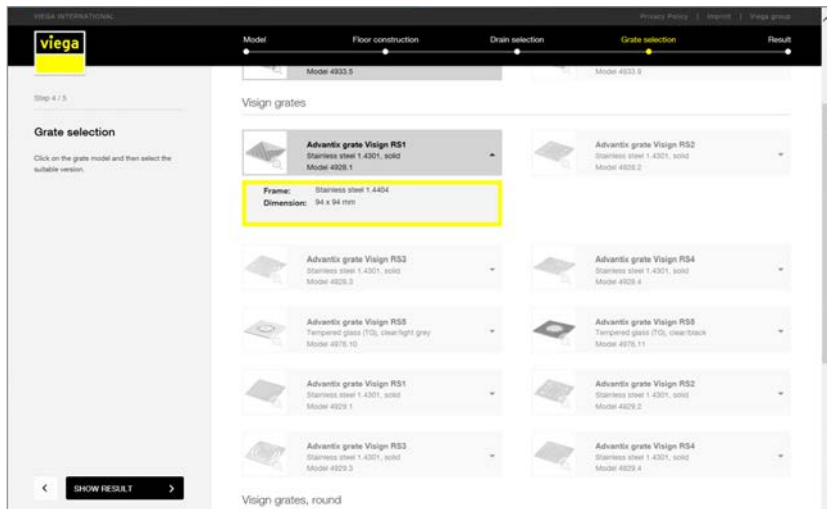 VIEGA INTERNATIONAL
Privacy Policy | Imprint | Viega group
viega
Model Floor construction Drain selection Grate selection Result
Step 4 / 5
Grate selection
Click on the grate model and then select the
suitable version.
Model 4933.5
Model 4933.9
Visign grates
Advantix grate Visign RS1
Stainless steel 1.4301, solid
Model 4928.1
Advantix grate Visign RS2
Stainless steel 1.4301, solid
Model 4928.2
Frame: Stainless steel 1.4404
Dimension: 94 x 94 mm
Advantix grate Visign RS3
Stainless steel 1.4301, solid
Model 4928.3
Advantix grate Visign RS4
Stainless steel 1.4301, solid
Model 4928.4
Advantix grate Visign RS5
Tempered glass (TG), clear/light grey
Model 4978.10
Advantix grate Visign RS5
Tempered glass (TG), clear/black
Model 4978.11
Advantix grate Visign RS1
Stainless steel 1.4301, solid
Model 4929.1
Advantix grate Visign RS2
Stainless steel 1.4301, solid
Model 4929.2
Advantix grate Visign RS3
Stainless steel 1.4301, solid
Model 4929.3
Advantix grate Visign RS4
Stainless steel 1.4301, solid
Model 4929.4
SHOW RESULT
Visign grates, round